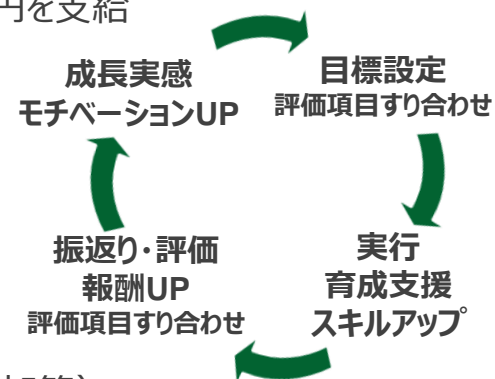 円を支給
成長実感
モチベーションUP
目標設定
評価項目すり合わせ
実行
育成支援
スキルアップ
振返り・評価
報酬UP
評価項目すり合わせ